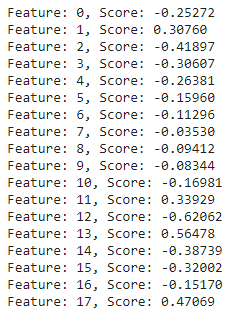 Feature: 0, Score: -0.25272
Feature: 1, Score: 0.30760
Feature: 2, Score: -0.41897
Feature: 3, Score: -0.30607
Feature: 4, Score: -0.26381
Feature: 5, Score: -0.15960
Feature: 6, Score: -0.11296
Feature: 7, Score: -0.03530
Feature: 8, Score: -0.09412
Feature: 9, Score: -0.08344
Feature: 10, Score: -0.16981
Feature: 11, Score: 0.33929
Feature: 12, Score: -0.62062
Feature: 13, Score: 0.56478
Feature: 14, Score: -0.38739
Feature: 15, Score: -0.32002
Feature: 16, Score: -0.15170
Feature: 17, Score: 0.47069